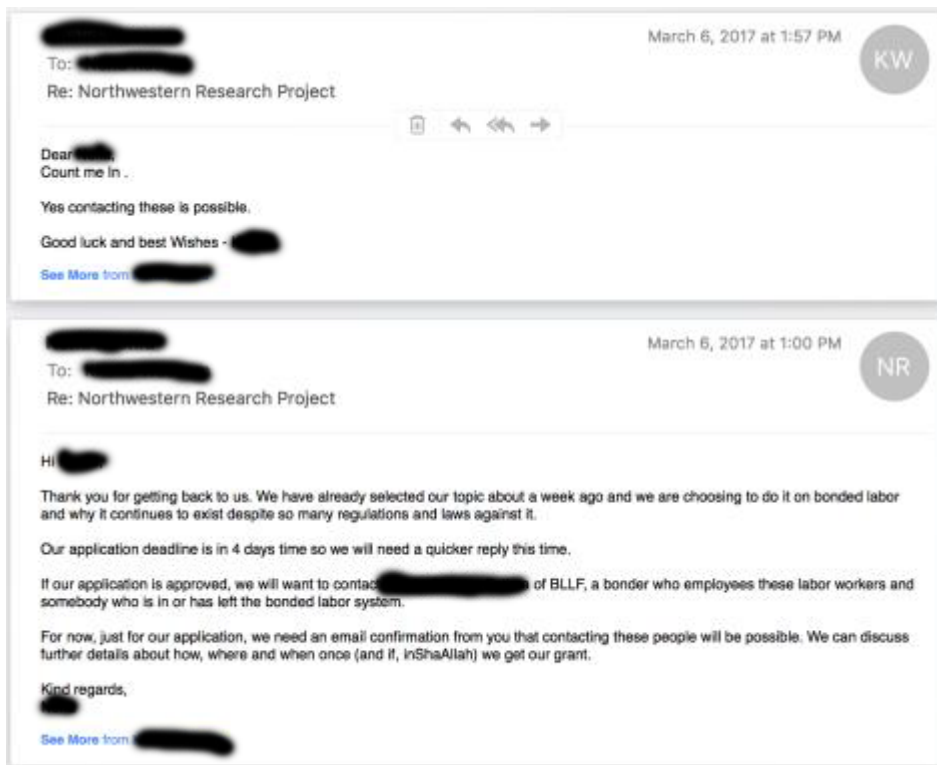 March 6, 2017 at 1:57 PM
KW
To:
Re: Northwestern Research Project
Dear
Count me In .
Yes contacting these is possible.
Good luck and best Wishes -
See More from
March 6, 2017 at 1:00 PM
NR
To:
Re: Northwestern Research Project
Hi
Thank you for getting back to us. We have already selected our topic about a week ago and we are choosing to do it on bonded labor
and why it continues to exist despite so many regulations and laws against it.
Our application deadline is in 4 days time so we will need a quicker reply this time.
If our application is approved, we will want to contac of BLLF, a bonder who employees these labor workers and
somebody who is in or has left the bonded labor system.
For now, just for our application, we need an email confirmation from you that contacting these people will be possible. We can discuss
further details about how, where and when once (and if, inShaAllah) we get our grant.
Kind regards,
See More from